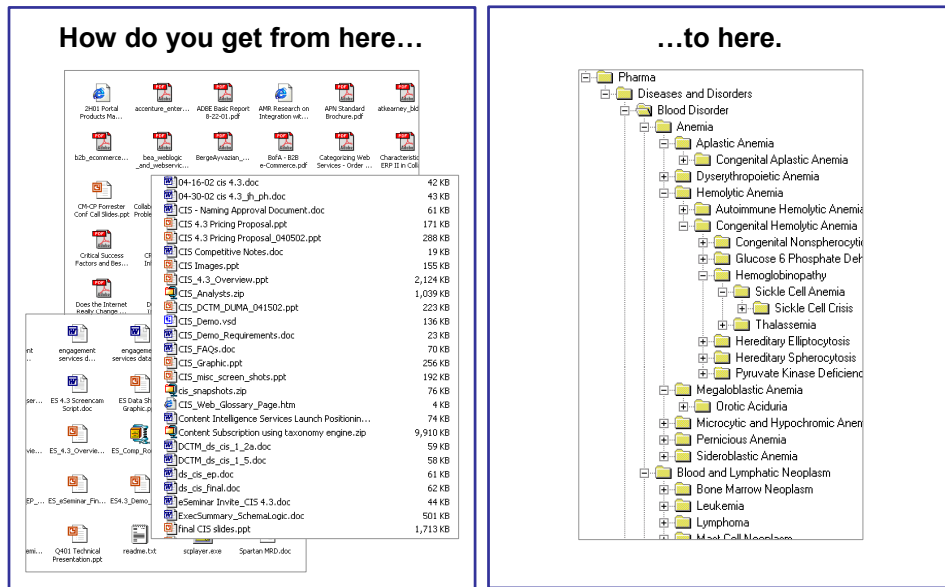 How do you get from here…
2H01 Portal
Products Ma...
accenture_enter...
ADBE Basic Report
8-22-01.pdf
AMR Research on
Integration wit...
APN Standard
Brochure.pdf
atkearney_bld
b2b_ecommerce...
bea_weblogic
_and_webservic...
BergeAyvazian_...
BofA - B2B
e-Commerce.pdf
Categorizing Web
Services - Order ...
Characteristic
ERP II in Coll
CM-CP Forrester
Conf Call Slides.ppt
Collab
Proble
Critical Success
Factors and Bes...
Does the Internet
Really Change ...
04-16-02 cis 4.3.doc 42 KB
04-30-02 cis 4.3_jh_ph.doc 43 KB
CIS - Naming Approval Document.doc 61 KB
CIS 4.3 Pricing Proposal.ppt 171 KB
CIS 4.3 Pricing Proposal_040502.ppt 288 KB
CIS Competitive Notes.doc 19 KB
CIS Images.ppt 155 KB
CIS_4.3_Overview.ppt 2,124 KB
CIS_Analysts.zip 1,039 KB
CIS_DCTM_DUMA_041502.ppt 223 KB
CIS_Demo.vsd 136 KB
CIS_Demo_Requirements.doc 23 KB
CIS_FAQs.doc 70 KB
CIS_Graphic.ppt 256 KB
CIS_misc_screen_shots.ppt 192 KB
cis_snapshots.zip 76 KB
CIS_Web_Glossary_Page.htm 4 KB
Content Intelligence Services Launch Positionin... 74 KB
Content Subscription using taxonomy engine.zip 9,910 KB
DCTM_ds_cis_1_2a.doc 59 KB
DCTM_ds_cis_1_5.doc 58 KB
ds_cis_ep.doc 61 KB
ds_cis_final.doc 62 KB
eSeminar Invite_CIS 4.3.doc 44 KB
ExecSummary_SchemaLogic.doc 501 KB
final CIS slides.ppt 1,713 KB
engagement
services d...
engagem
services data
ES 4.3 Screencam
Script.doc
ES Data Sh
Graphic.p
ES_4.3_Overvie...
ES_Comp_Ro
ES_eSeminar_Fin...
ES4.3_Demo_
Q401 Technical
Presentation.ppt
readme.txt
scplayer.exe
Spartan MRD.doc
…to here.
Pharma
Diseases and Disorders
Blood Disorder
Anemia
Aplastic Anemia
Congenital Aplastic Anemia
Dyserythropoietic Anemia
Hemolytic Anemia
Autoimmune Hemolytic Anemia
Congenital Hemolytic Anemia
Congenital Nonspherocytic
Glucose 6 Phosphate Deh
Hemoglobinopathy
Sickle Cell Anemia
Sickle Cell Crisis
Thalassemia
Hereditary Elliptocytosis
Hereditary Spherocytosis
Pyruvate Kinase Deficienc
Megaloblastic Anemia
Orotic Aciduria
Microcytic and Hypochromic Anem
Pernicious Anemia
Sideroblastic Anemia
Blood and Lymphatic Neoplasm
Bone Marrow Neoplasm
Leukemia
Lymphoma
Mast Cell Neoplasm